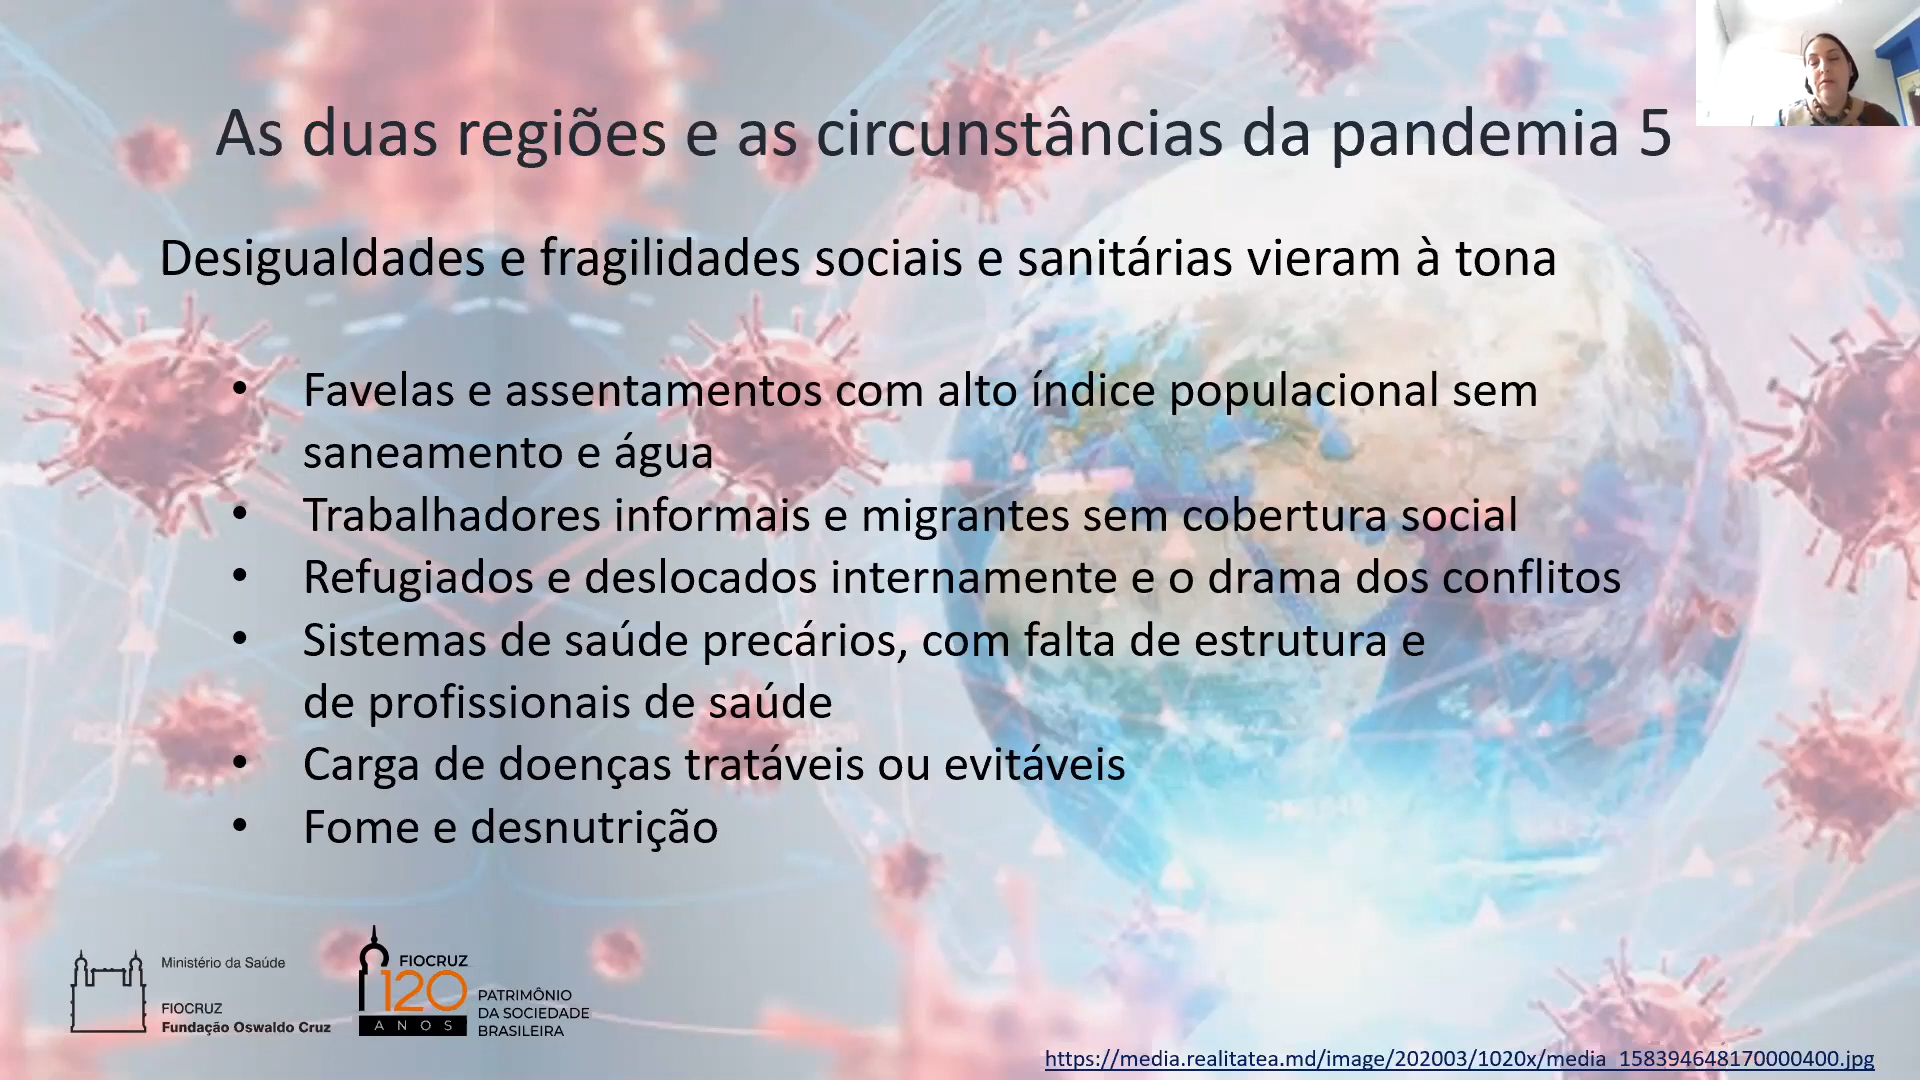 As duas regiões e as circunstâncias da pandemia 5
Desigualdades e fragilidades sociais e sanitárias vieram à tona
• Favelas e assentamentos com alto índice populacional sem
saneamento e água
• Trabalhadores informais e migrantes sem cobertura social
• Refugiados e deslocados internamente e o drama dos conflitos
• Sistemas de saúde precários, com falta de estrutura e
de profissionais de saúde
• Carga de doenças tratáveis ou evitáveis
• Fome e desnutrição
Ministério da Saúde
FIOCRUZ
Fundação Oswaldo Cruz
FIOCRUZ
120
ANOS
PATRIMÔNIO
DA SOCIEDADE
BRASILEIRA
https://media.realitatea.md/image/202003/1020x/media_158394648170000400.jpg